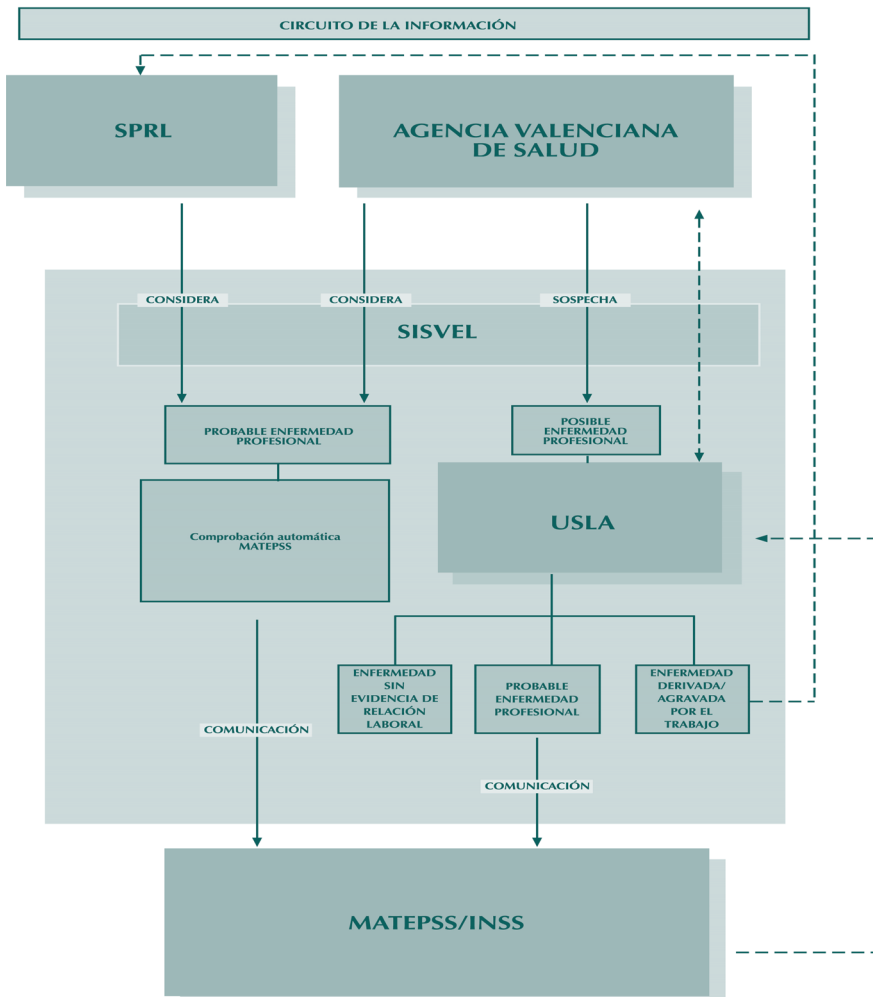 CIRCUITO DE LA INFORMACIÓN
SPRL
AGENCIA VALENCIANA
DE SALUD
CONSIDERA
CONSIDERA
SOSPECHA
SISVEL
PROBABLE ENFERMEDAD
PROFESIONAL
POSIBLE
ENFERMEDAD
PROFESIONAL
Comprobación automática
MATEPSS
USLA
ENFERMEDAD
SIN
EVIDENCIA DE
RELACIÓN
LABORAL
PROBABLE
ENFERMEDAD
PROFESIONAL
ENFERMEDAD
DERIVADA/
AGRAVADA
POR EL
TRABAJO
COMUNICACIÓN
COMUNICACIÓN
MATEPSS/INSS